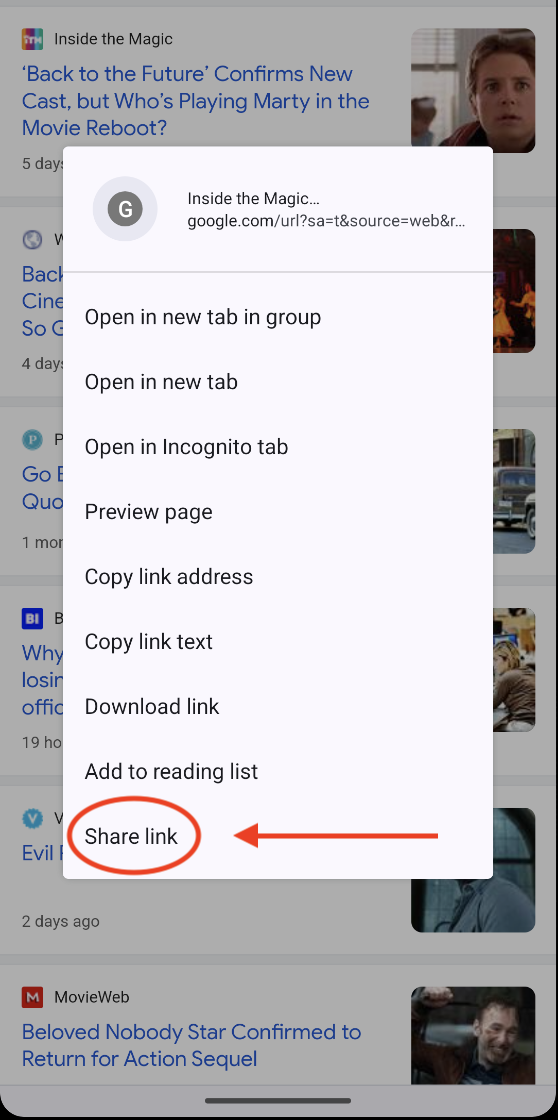 Inside the Magic
‘Back to the Future’ Confirms New
Cast, but Who’s Playing Marty in the
Movie Reboot?
5 days
Inside the Magic...
G
google.com/url?sa=t&source=web&r...
W
Back
Cine
So G
4 days
Open in new tab in group
Open in new tab
P
P
Open in Incognito tab
Go
Quo
Preview page
1 mor
Copy link address
BI
B
Copy link text
Why
losin
offic
Download link
19 ho
Add to reading list
V
V
Share link
Evil
2 days ago
M
MovieWeb
Beloved Nobody Star Confirmed to
Return for Action Sequel